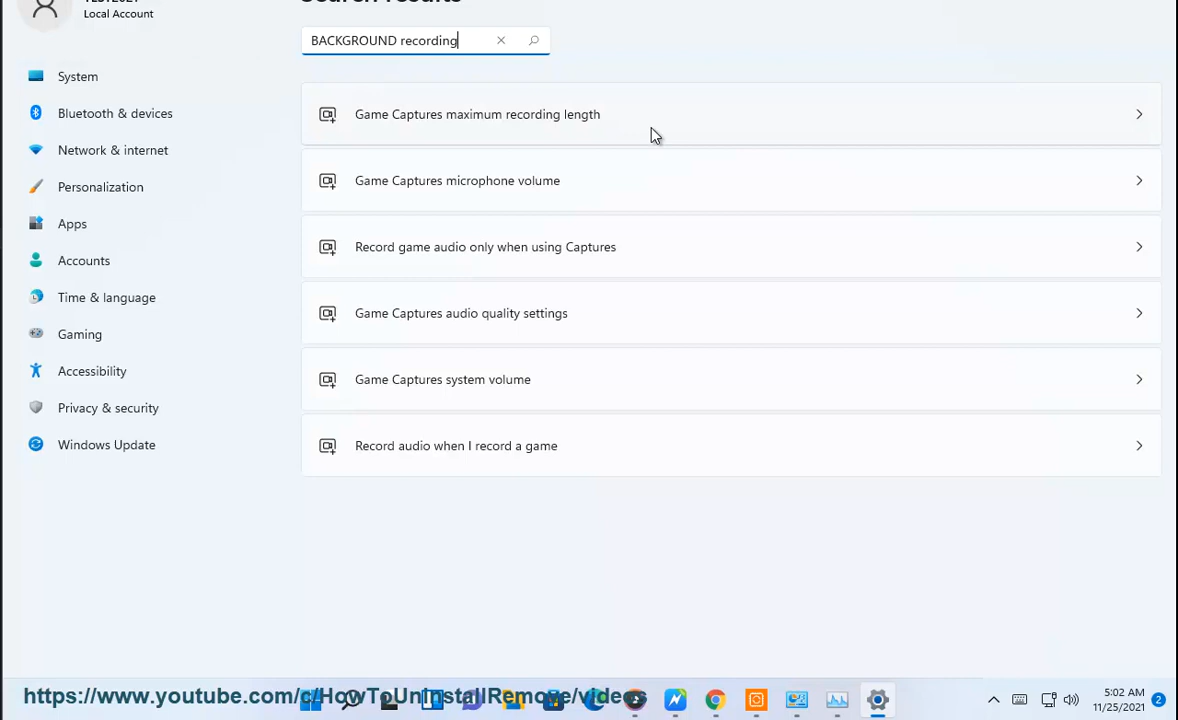 Local Account
BACKGROUND recording
System
Bluetooth & devices
Network & internet
Personalization
Apps
Accounts
Time & language
Gaming
Accessibility
Privacy & security
Windows Update
Game Captures maximum recording length
Game Captures microphone volume
Record game audio only when using Captures
Game Captures audio quality settings
Game Captures system volume
Record audio when I record a game
https://www.youtube.com/c/HowToUninstallRemove/videos
5:02 AM
11/25/2021
2